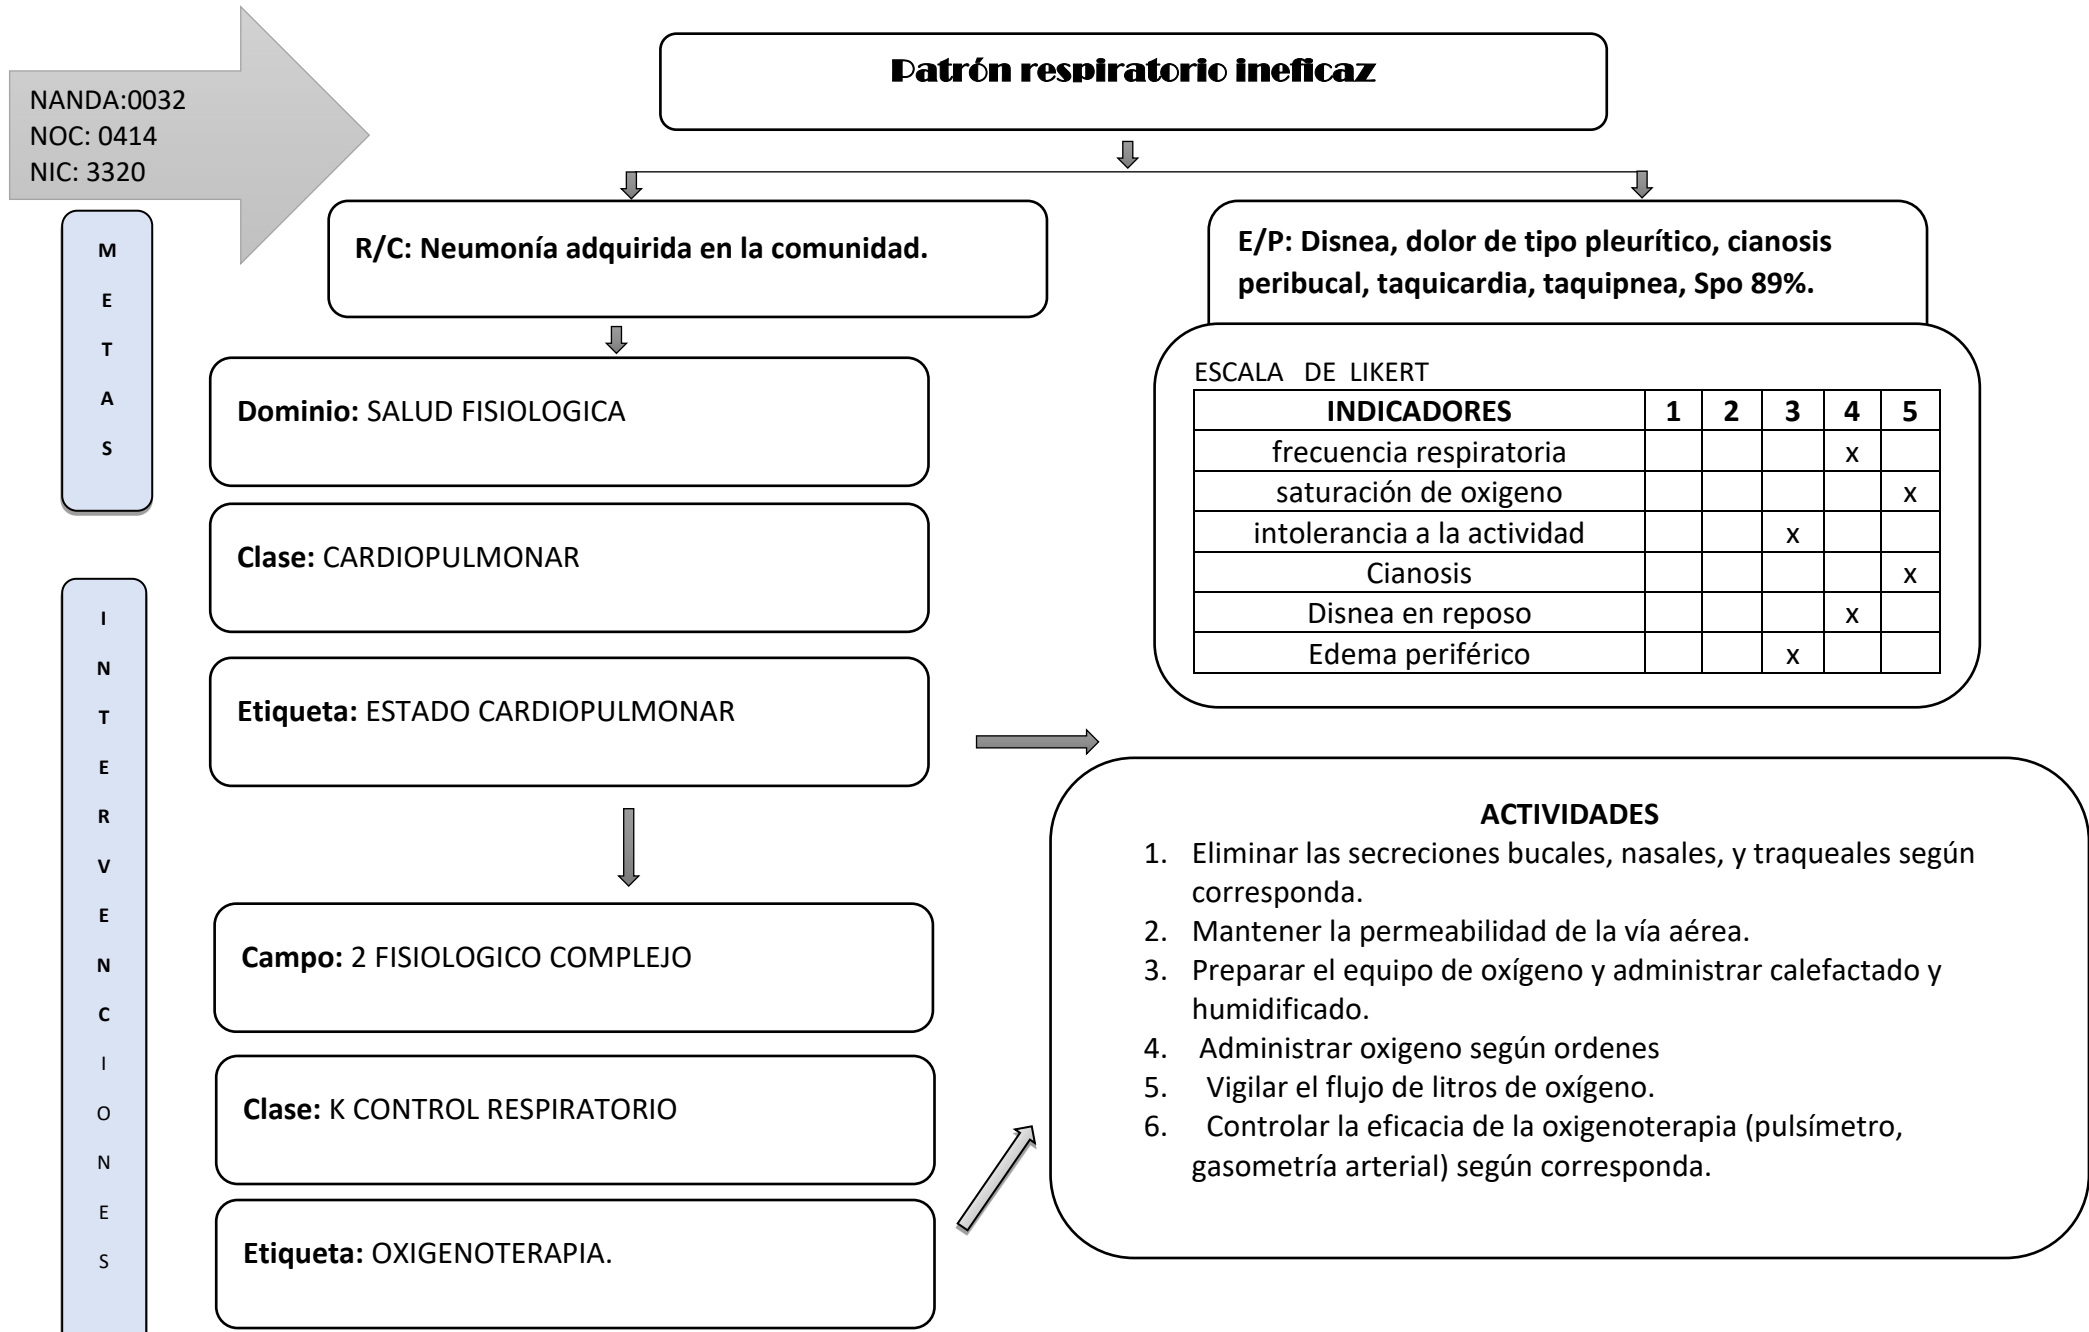 Patrón respiratorio ineficaz
NANDA:0032
NOC: 0414
NIC: 3320
R/C: Neumonía adquirida en la comunidad.
E/P: Disnea, dolor de tipo pleurítico, cianosis
peribucal, taquicardia, taquipnea, Spo 89%.
M
E
T
A
S
Dominio: SALUD FISIOLOGICA
Clase: CARDIOPULMONAR
Etiqueta: ESTADO CARDIOPULMONAR
ESCALA DE LIKERT
INDICADORES 1 2 3 4 5
frecuencia respiratoria x
saturación de oxigeno x
intolerancia a la actividad x
Cianosis x
Disnea en reposo x
Edema periférico x
I
N
T
E
R
V
E
N
C
I
O
N
E
S
Campo: 2 FISIOLOGICO COMPLEJO
Clase: K CONTROL RESPIRATORIO
Etiqueta: OXIGENOTERAPIA.
ACTIVIDADES
1. Eliminar las secreciones bucales, nasales, y traqueales según
corresponda.
2. Mantener la permeabilidad de la vía aérea.
3. Preparar el equipo de oxígeno y administrar calefactado y
humidificado.
4. Administrar oxigeno según ordenes
5. Vigilar el flujo de litros de oxígeno.
6. Controlar la eficacia de la oxigenoterapia (pulsímetro,
gasometría arterial) según corresponda.